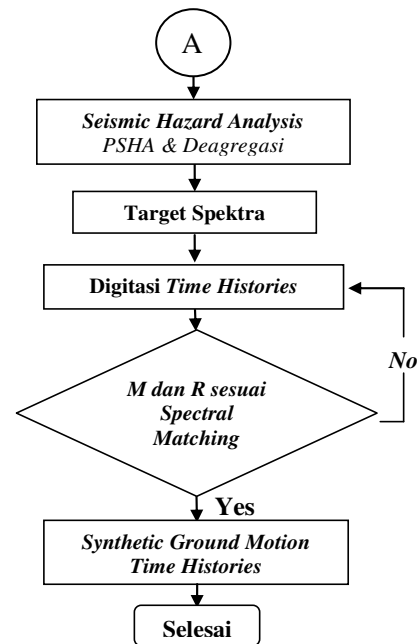 A
Seismic Hazard Analysis
PSHA & Deagregasi
Target Spektra
Digitasi Time Histories
No
M dan R sesuai
Spectral
Matching
Yes
Synthetic Ground Motion
Time Histories
Selesai